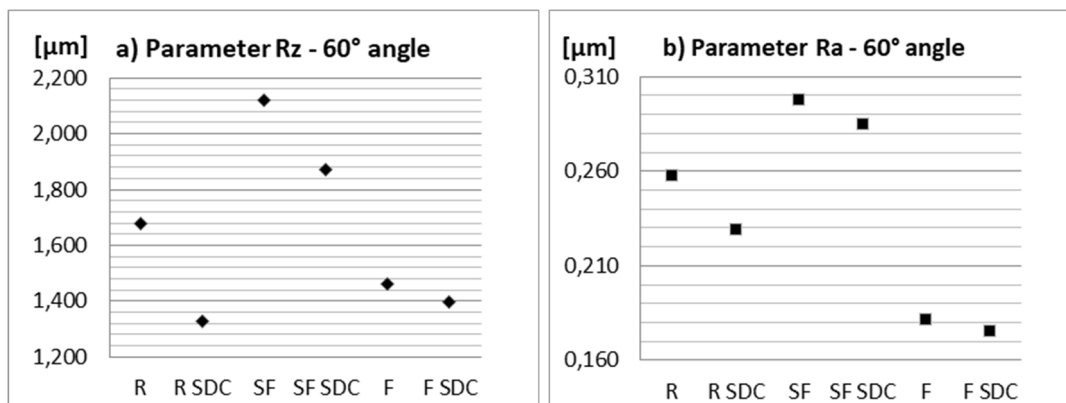 [µm] a) Parameter Rz - 60° angle
2,200
2,000
1,800
1,600
1,400
1,200
R R SDC SF SF SDC F F SDC
[µm] b) Parameter Ra - 60° angle
0,310
0,260
0,210
0,160
R R SDC SF SF SDC F F SDC